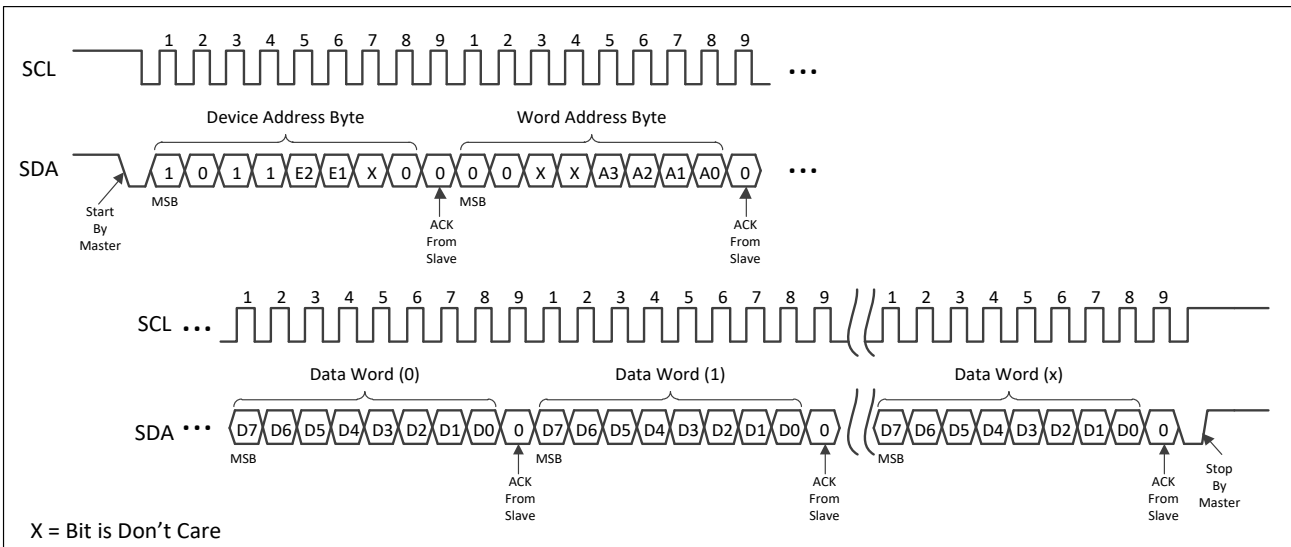 1 2 3 4 5 6 7 8 9 1 2 3 4 5 6 7 8 9
SCL ...
Device Address Byte Word Address Byte
SDA 1 0 1 1 E2 E1 X 0 0 0 0 X X A3 A2 A1 A0 0 ...
MSB MSB
Start
By
Master
ACK
From
Slave
ACK
From
Slave
1 2 3 4 5 6 7 8 9 1 2 3 4 5 6 7 8 9 1 2 3 4 5 6 7 8 9
SCL ...
Data Word (0) Data Word (1) Data Word (x)
SDA ... D7 D6 D5 D4 D3 D2 D1 D0 0 D7 D6 D5 D4 D3 D2 D1 D0 0 D7 D6 D5 D4 D3 D2 D1 D0 0
MSB MSB MSB
ACK
From
Slave
ACK
From
Slave
ACK
From
Slave
Stop
By
Master
X = Bit is Don’t Care